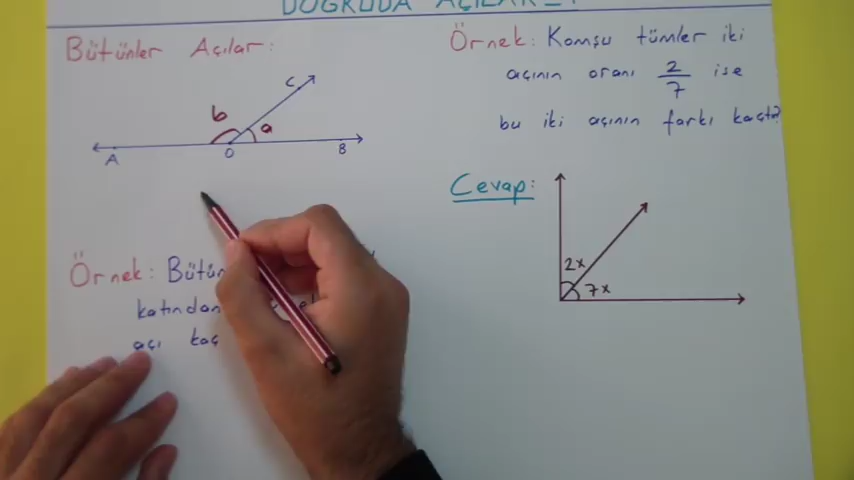 DOĞRUDA AÇILAR
Bütünler Açılar:
C
b
a
A
O
B
Örnek:
katından
açı kaç
Örnek: Komşu tümler iki
açının oranı 2/7 ise
bu iki açının farkı kaçtır?
Cevap:
2x
7x